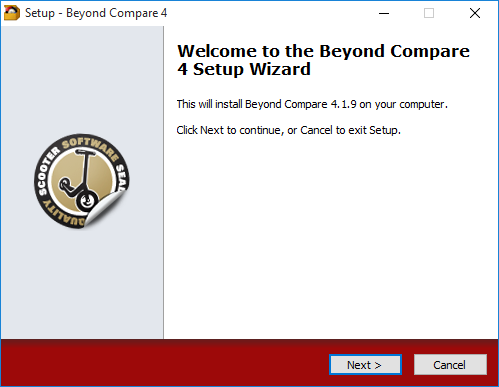 Setup - Beyond Compare 4
Welcome to the Beyond Compare
4 Setup Wizard
This will install Beyond Compare 4.1.9 on your computer.
Click Next to continue, or Cancel to exit Setup.
SCOOTER SOFTWARE SEAL
QUALITY
Next >
Cancel